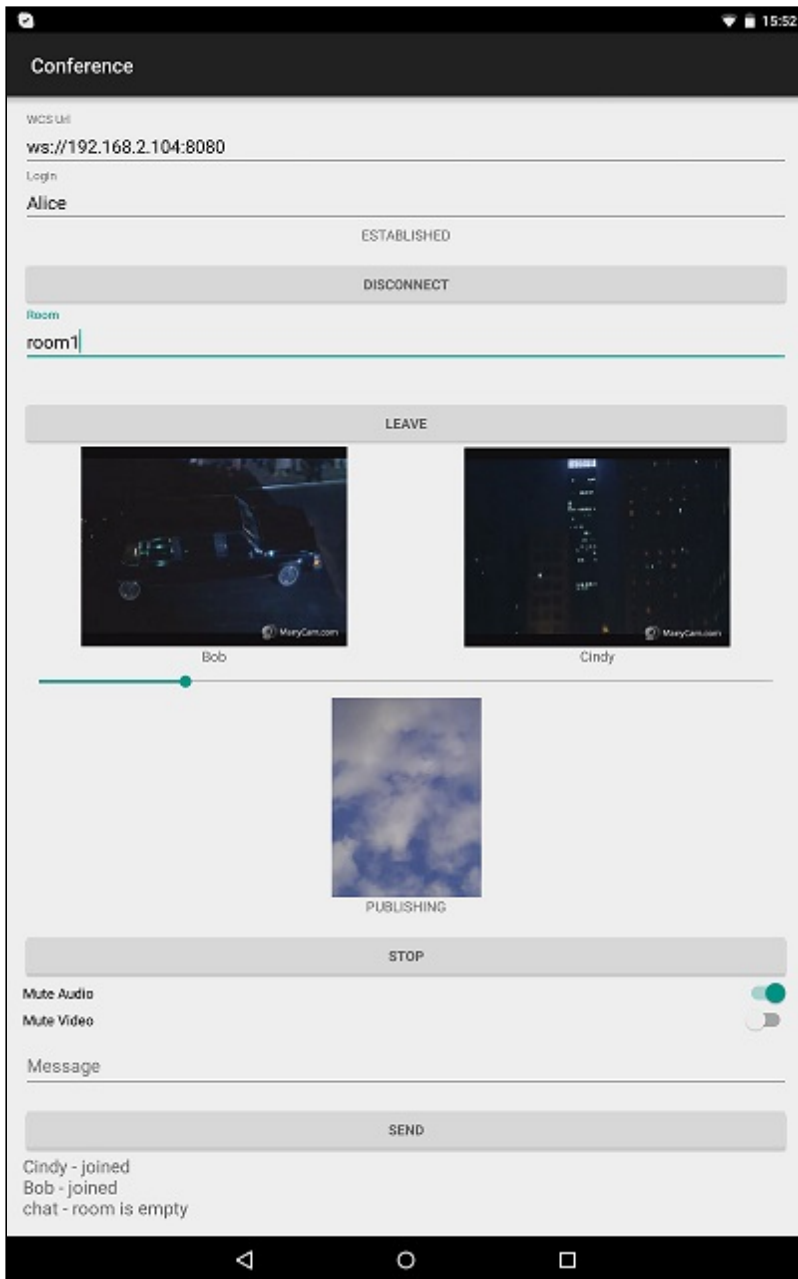 15:52
Conference
WCS Url
ws://192.168.2.104:8080
Login
Alice
ESTABLISHED
DISCONNECT
Room
room1
LEAVE
ManyCam.com
ManyCam.com
Bob
Cindy
PUBLISHING
STOP
Mute Audio
Mute Video
Message
SEND
Cindy - joined
Bob - joined
chat - room is empty